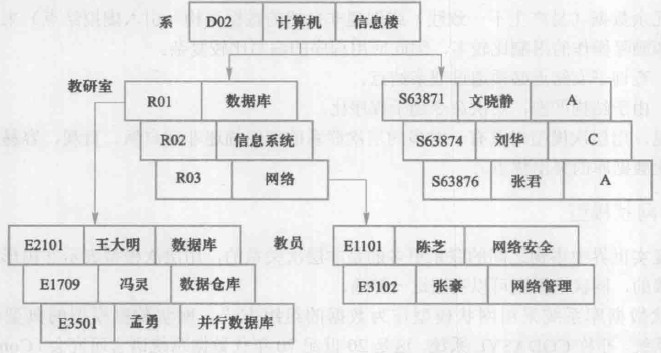 系 D02 计算机 信息楼
教研室 R01 数据库
S63871 文晓静 A
R02 信息系统
S63874 刘华 C
R03 网络
S63876 张君 A
E2101 王大明 数据库
教员
E1101 陈芝 网络安全
E1709 冯灵 数据仓库
E3102 张豪 网络管理
E3501 孟勇 并行数据库